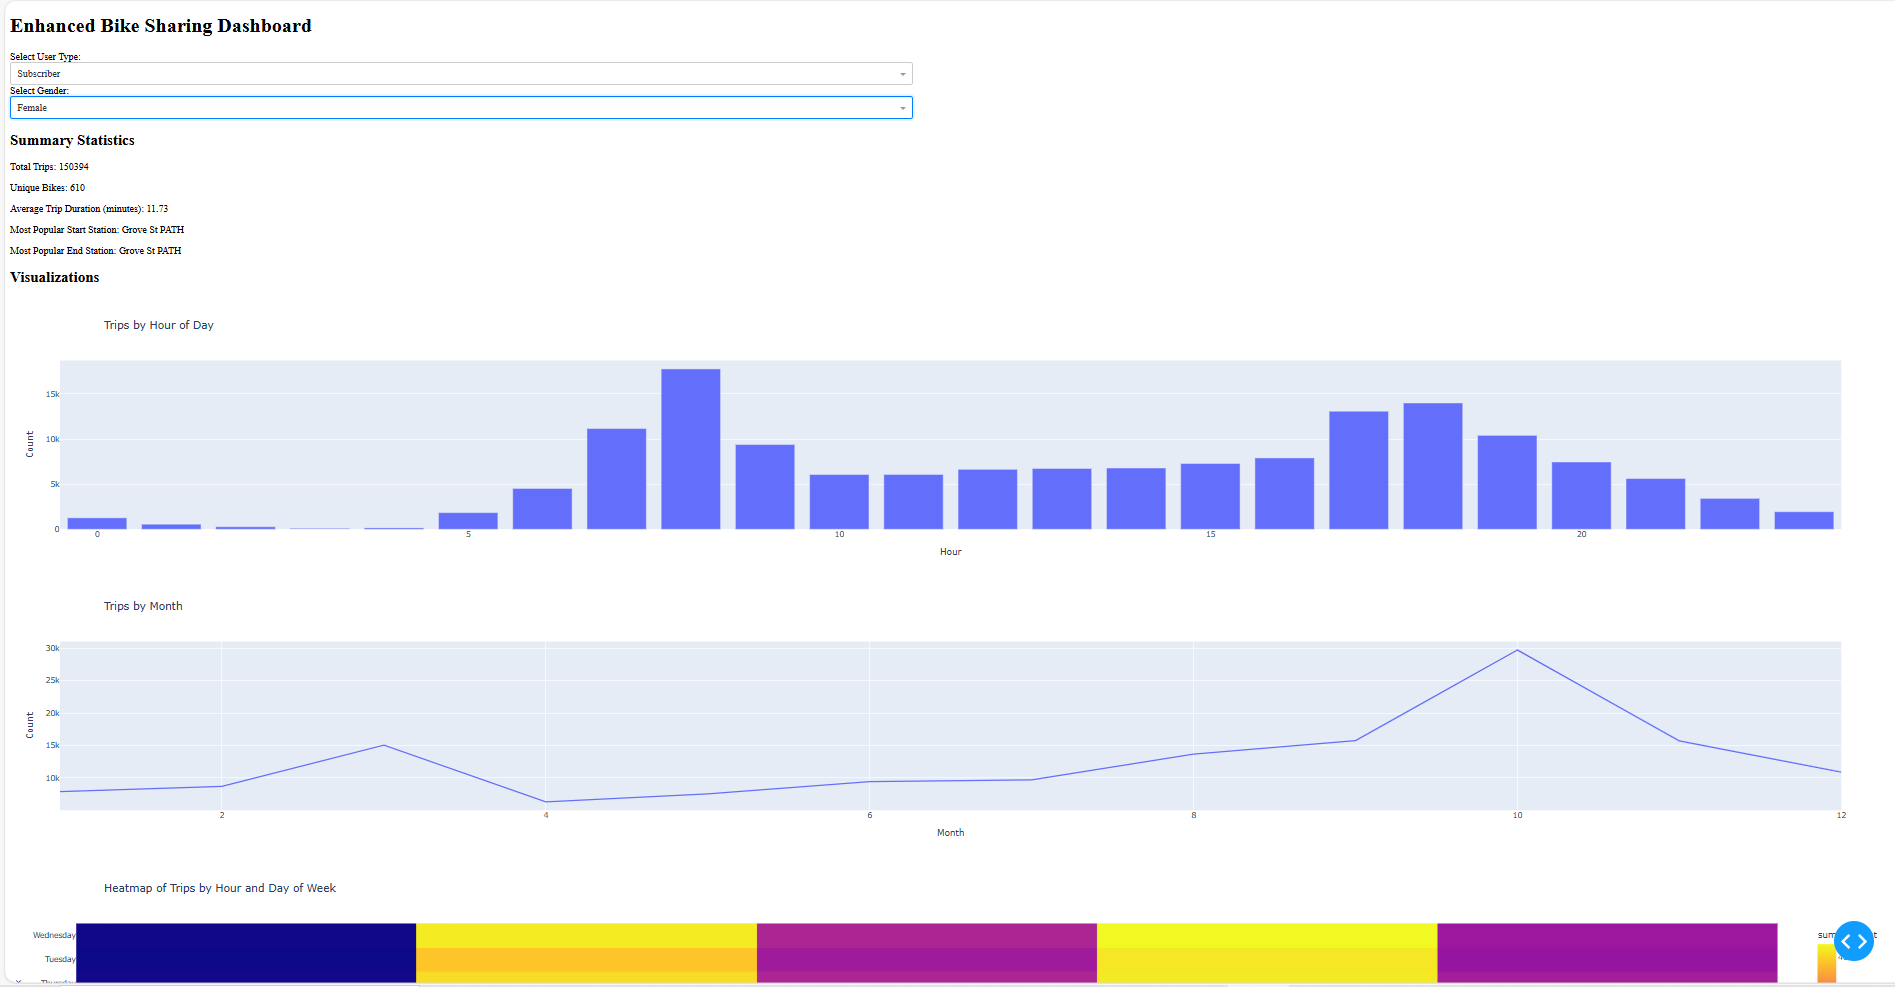 Enhanced Bike Sharing Dashboard
Select User Type:
Subscriber
Select Gender:
Female
Summary Statistics
Total Trips: 150394
Unique Bikes: 610
Average Trip Duration (minutes): 11.73
Most Popular Start Station: Grove St PATH
Most Popular End Station: Grove St PATH
Visualizations
Trips by Hour of Day
15k
10k
5k
0
Count
0 5 10 15 20
Hour
Trips by Month
30k
25k
20k
15k
10k
Count
2 4 6 8 10 12
Month
Heatmap of Trips by Hour and Day of Week
Wednesday
Tuesday